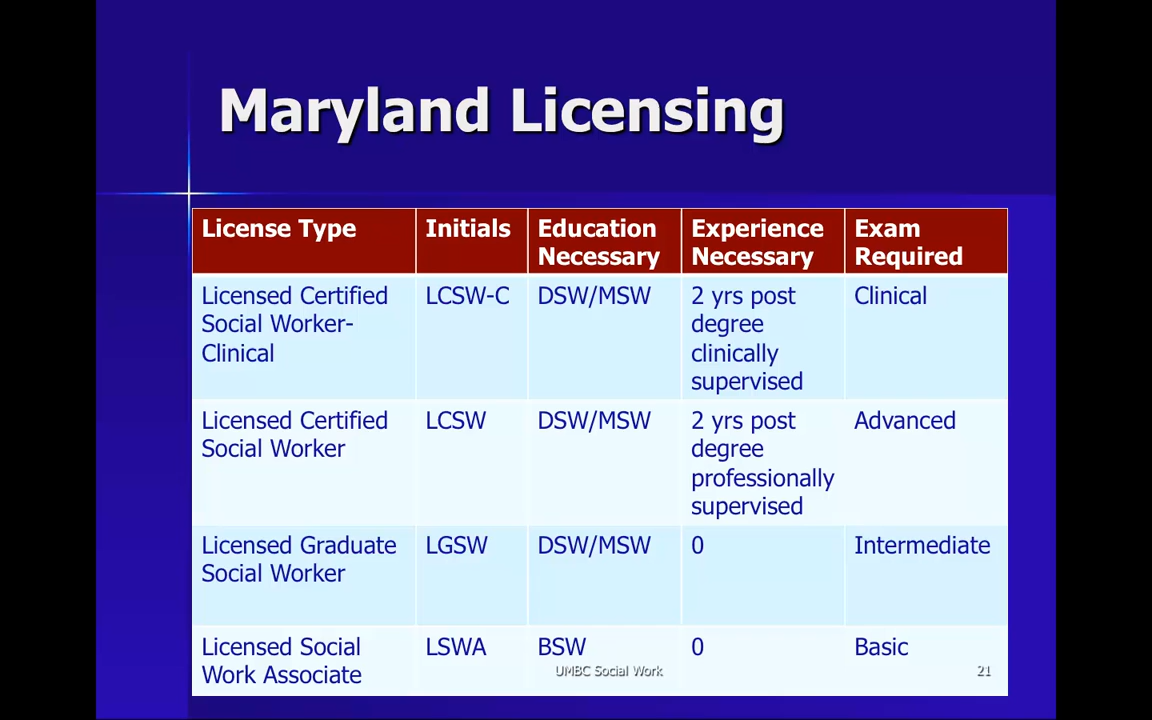 Maryland Licensing
License Type
Initials
Education
Necessary
Experience
Necessary
Exam
Required
Licensed Certified
Social Worker-
Clinical
LCSW-C
DSW/MSW
2 yrs post
degree
clinically
supervised
Clinical
Licensed Certified
Social Worker
LCSW
DSW/MSW
2 yrs post
degree
professionally
supervised
Advanced
Licensed Graduate
Social Worker
LGSW
DSW/MSW
0
Intermediate
Licensed Social
Work Associate
LSWA
BSW
0
Basic
UMBC Social Work
21